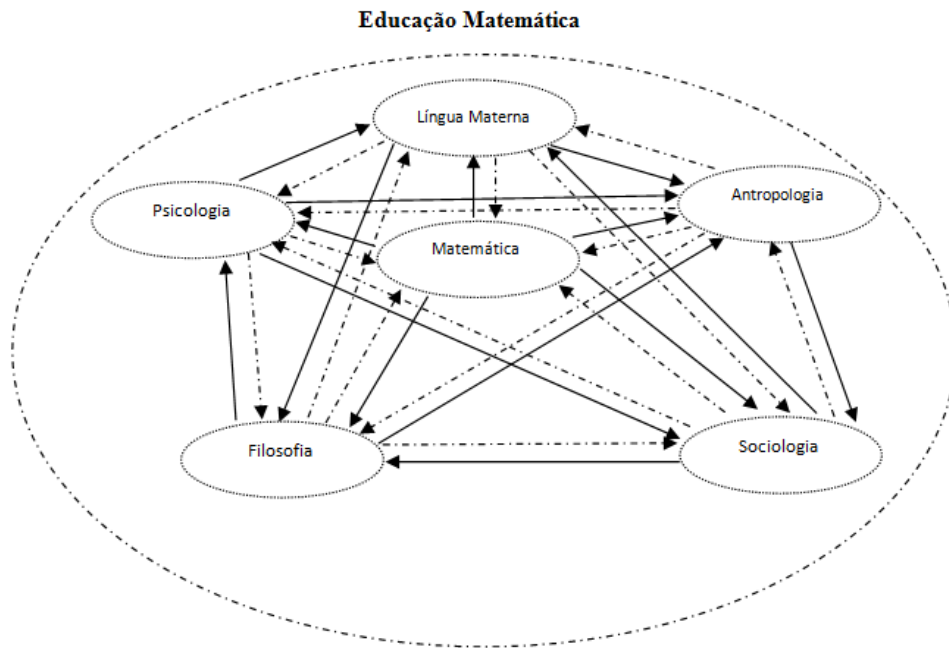 Educação Matemática
Língua Materna
Psicologia
Antropologia
Matemática
Filosofia
Sociologia